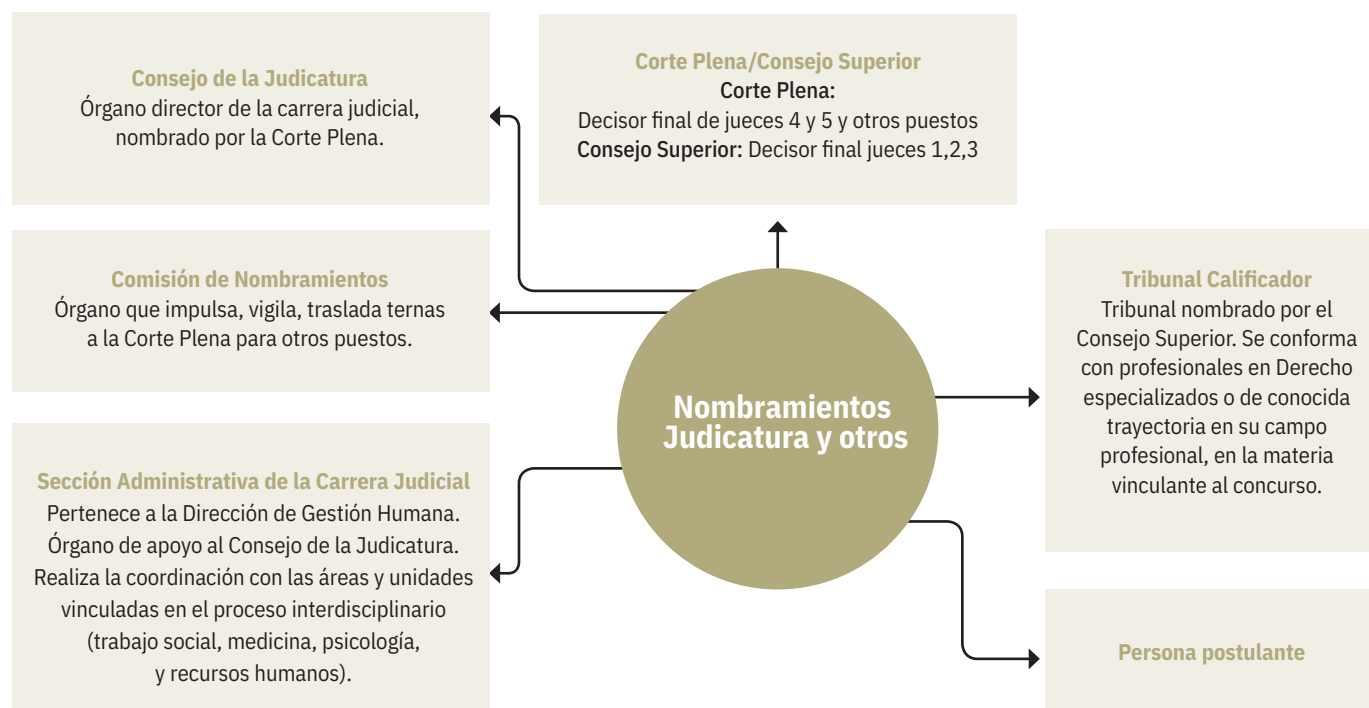 Consejo de la Judicatura
Órgano director de la carrera judicial,
nombrado por la Corte Plena.
Corte Plena/Consejo Superior
Corte Plena:
Decisor final de jueces 4 y 5 y otros puestos
Consejo Superior: Decisor final jueces 1,2,3
Comisión de Nombramientos
Órgano que impulsa, vigila, traslada ternas
a la Corte Plena para otros puestos.
Sección Administrativa de la Carrera Judicial
Pertenece a la Dirección de Gestión Humana.
Órgano de apoyo al Consejo de la Judicatura.
Realiza la coordinación con las áreas y unidades
vinculadas en el proceso interdisciplinario
(trabajo social, medicina, psicología,
y recursos humanos).
Nombramientos
Judicatura y otros
Tribunal Calificador
Tribunal nombrado por el
Consejo Superior. Se conforma
con profesionales en Derecho
especializados o de conocida
trayectoria en su campo
profesional, en la materia
vinculante al concurso.
Persona postulante